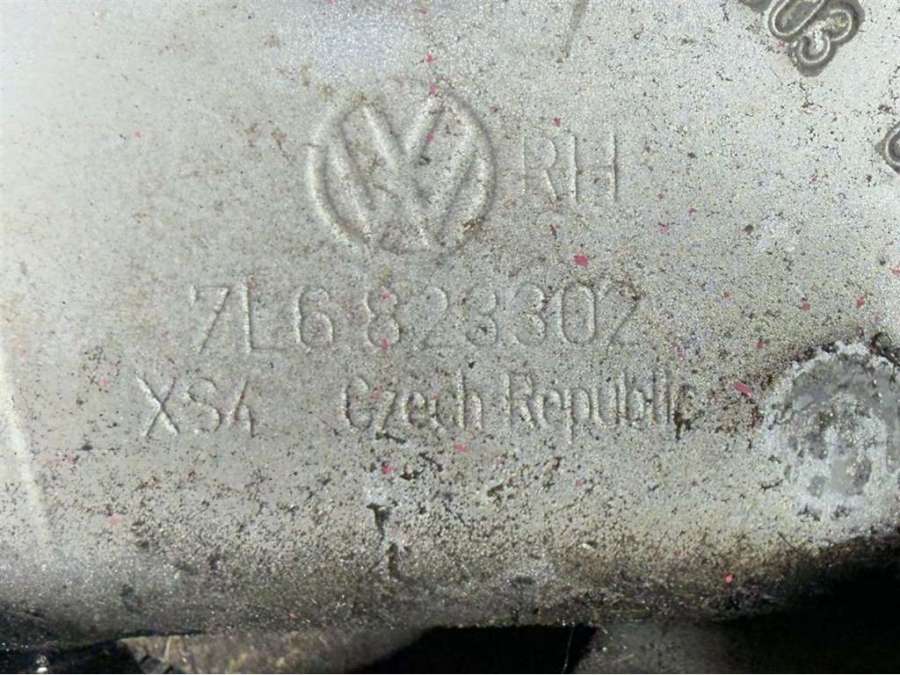 RH
7L6 823302
XS4 Czech Republic